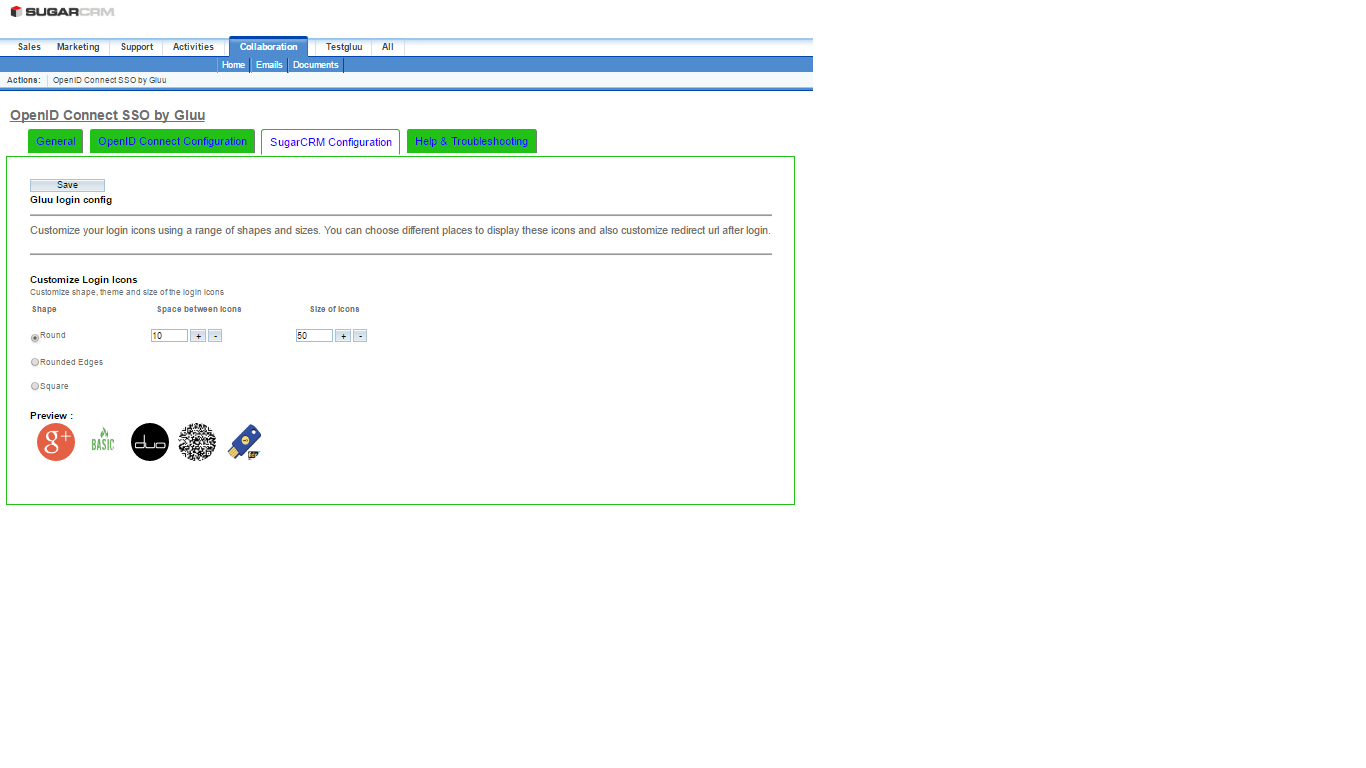 SUGARCRM
Sales Marketing Support Activities Collaboration Testgluu All
Home Emails Documents
Actions: OpenID Connect SSO by Gluu
OpenID Connect SSO by Gluu
General OpenID Connect Configuration SugarCRM Configuration Help & Troubleshooting
Save
Gluu login config
Customize your login icons using a range of shapes and sizes. You can choose different places to display these icons and also customize redirect url after login.
Customize Login Icons
Customize shape, theme and size of the login icons
Shape Space between Icons Size of Icons
Round 10 + - 50 + -
Rounded Edges
Square
Preview :
g+ BASIC duo